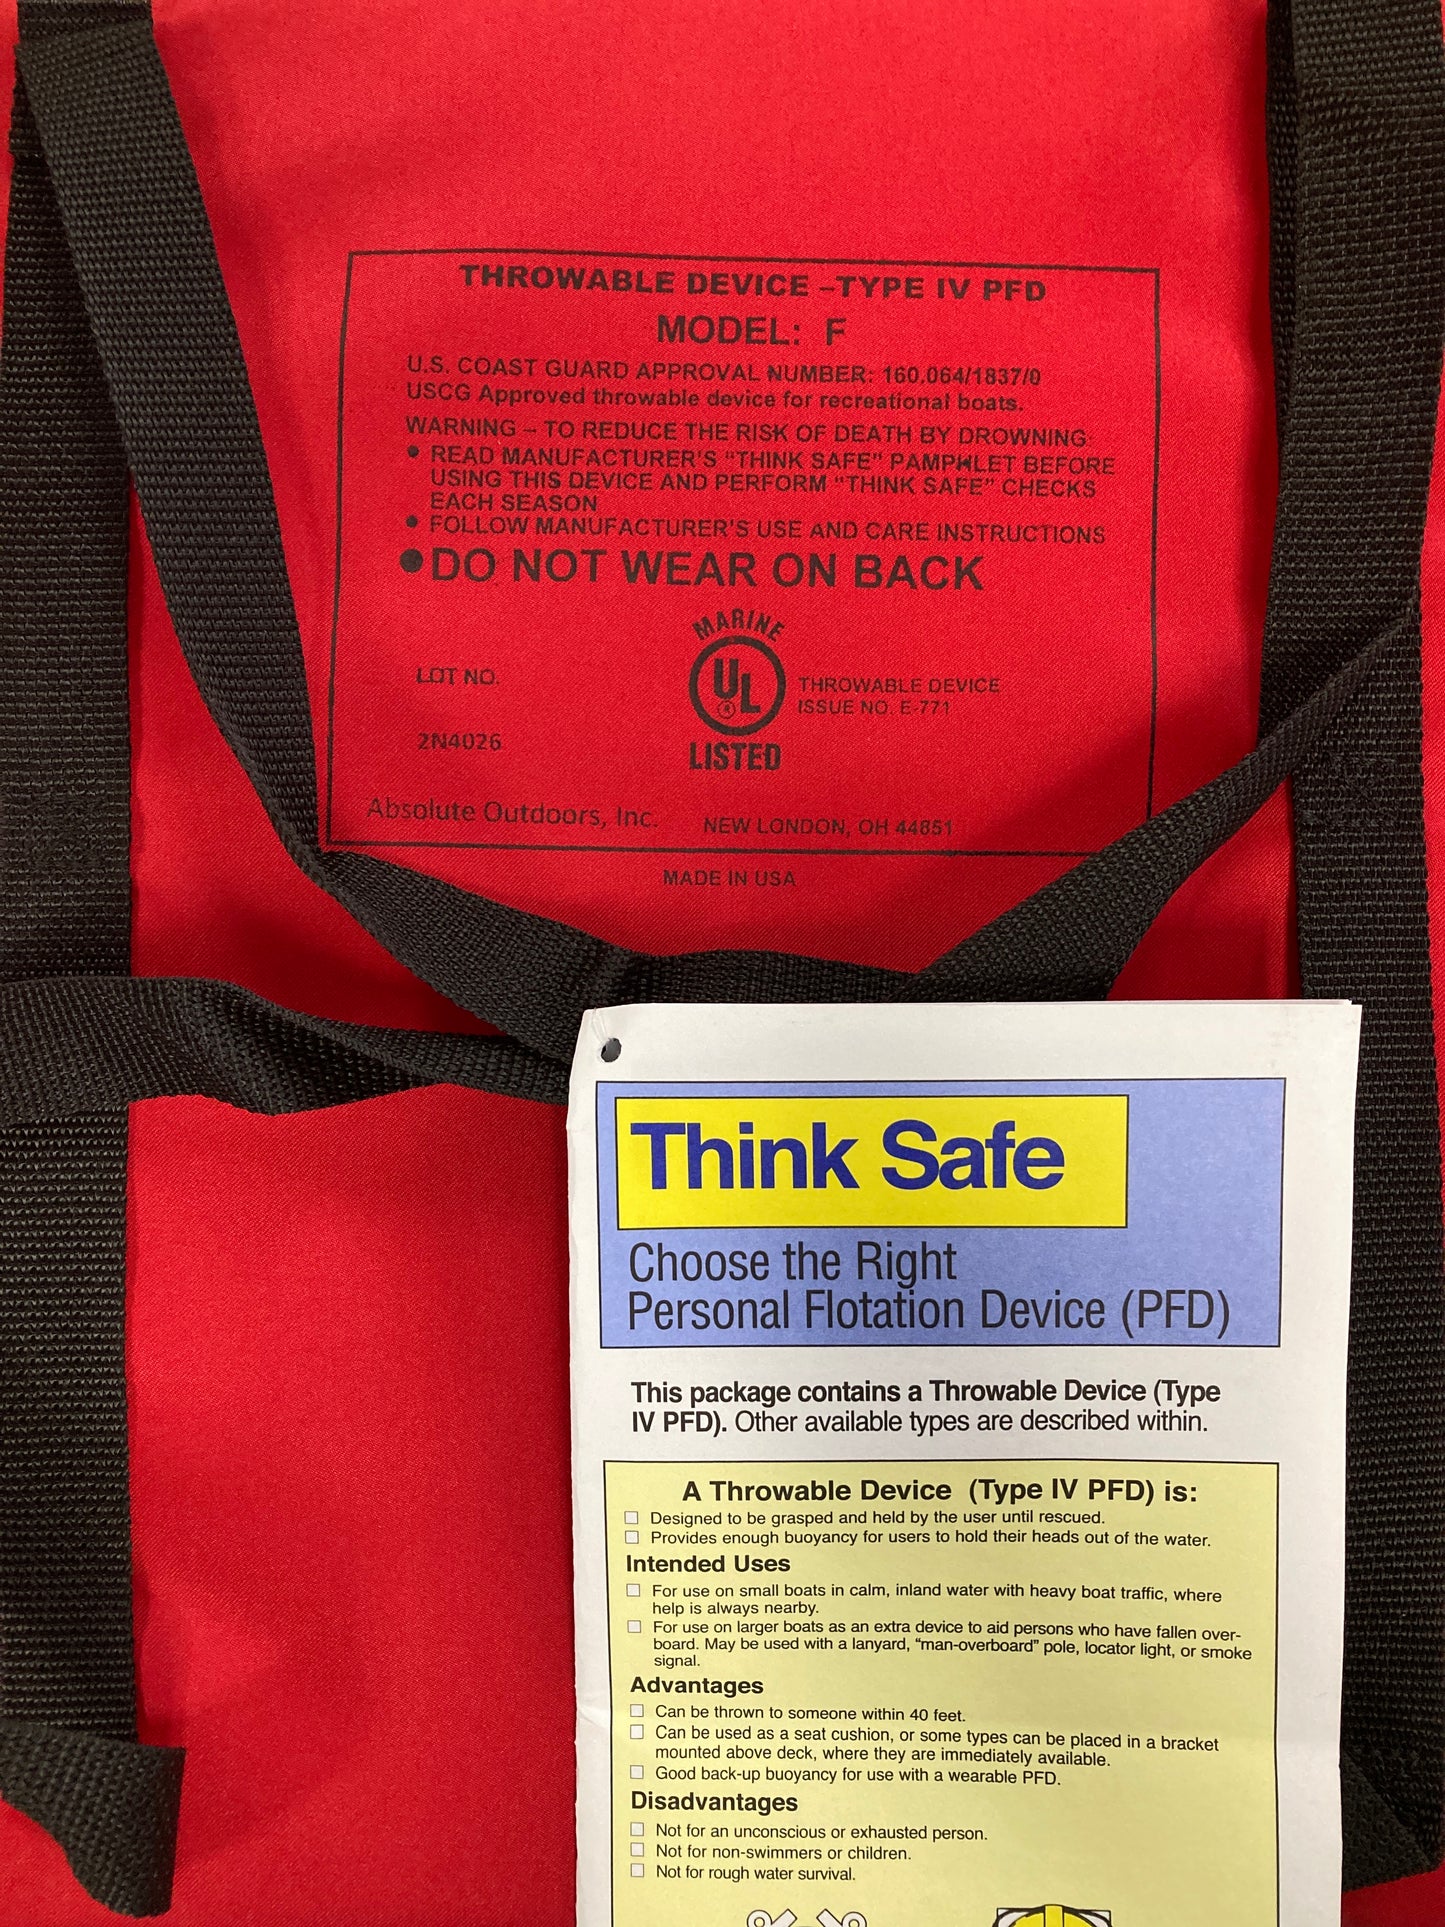 THROWABLE DEVICE –TYPE IV PFD
MODEL: F
U.S. COAST GUARD APPROVAL NUMBER: 160.064/1837/0
USCG Approved throwable device for recreational boats.
WARNING – TO REDUCE THE RISK OF DEATH BY DROWNING:
• READ MANUFACTURER'S "THINK SAFE" PAMPHLET BEFORE
USING THIS DEVICE AND PERFORM "THINK SAFE" CHECKS
EACH SEASON
• FOLLOW MANUFACTURER'S USE AND CARE INSTRUCTIONS
• DO NOT WEAR ON BACK
MARINE
UL ®
LISTED
THROWABLE DEVICE
ISSUE NO. E-771
LOT NO.
2N4026
Absolute Outdoors, Inc. NEW LONDON, OH 44851
MADE IN USA
Think Safe
Choose the Right
Personal Flotation Device (PFD)
This package contains a Throwable Device (Type
IV PFD). Other available types are described within.
A Throwable Device (Type IV PFD) is:
☐ Designed to be grasped and held by the user until rescued.
☐ Provides enough buoyancy for users to hold their heads out of the water.
Intended Uses
☐ For use on small boats in calm, inland water with heavy boat traffic, where
help is always nearby.
☐ For use on larger boats as an extra device to aid persons who have fallen over-
board. May be used with a lanyard, "man-overboard" pole, locator light, or smoke
signal.
Advantages
☐ Can be thrown to someone within 40 feet.
☐ Can be used as a seat cushion, or some types can be placed in a bracket
mounted above deck, where they are immediately available.
☐ Good back-up buoyancy for use with a wearable PFD.
Disadvantages
☐ Not for an unconscious or exhausted person.
☐ Not for non-swimmers or children.
☐ Not for rough water survival.